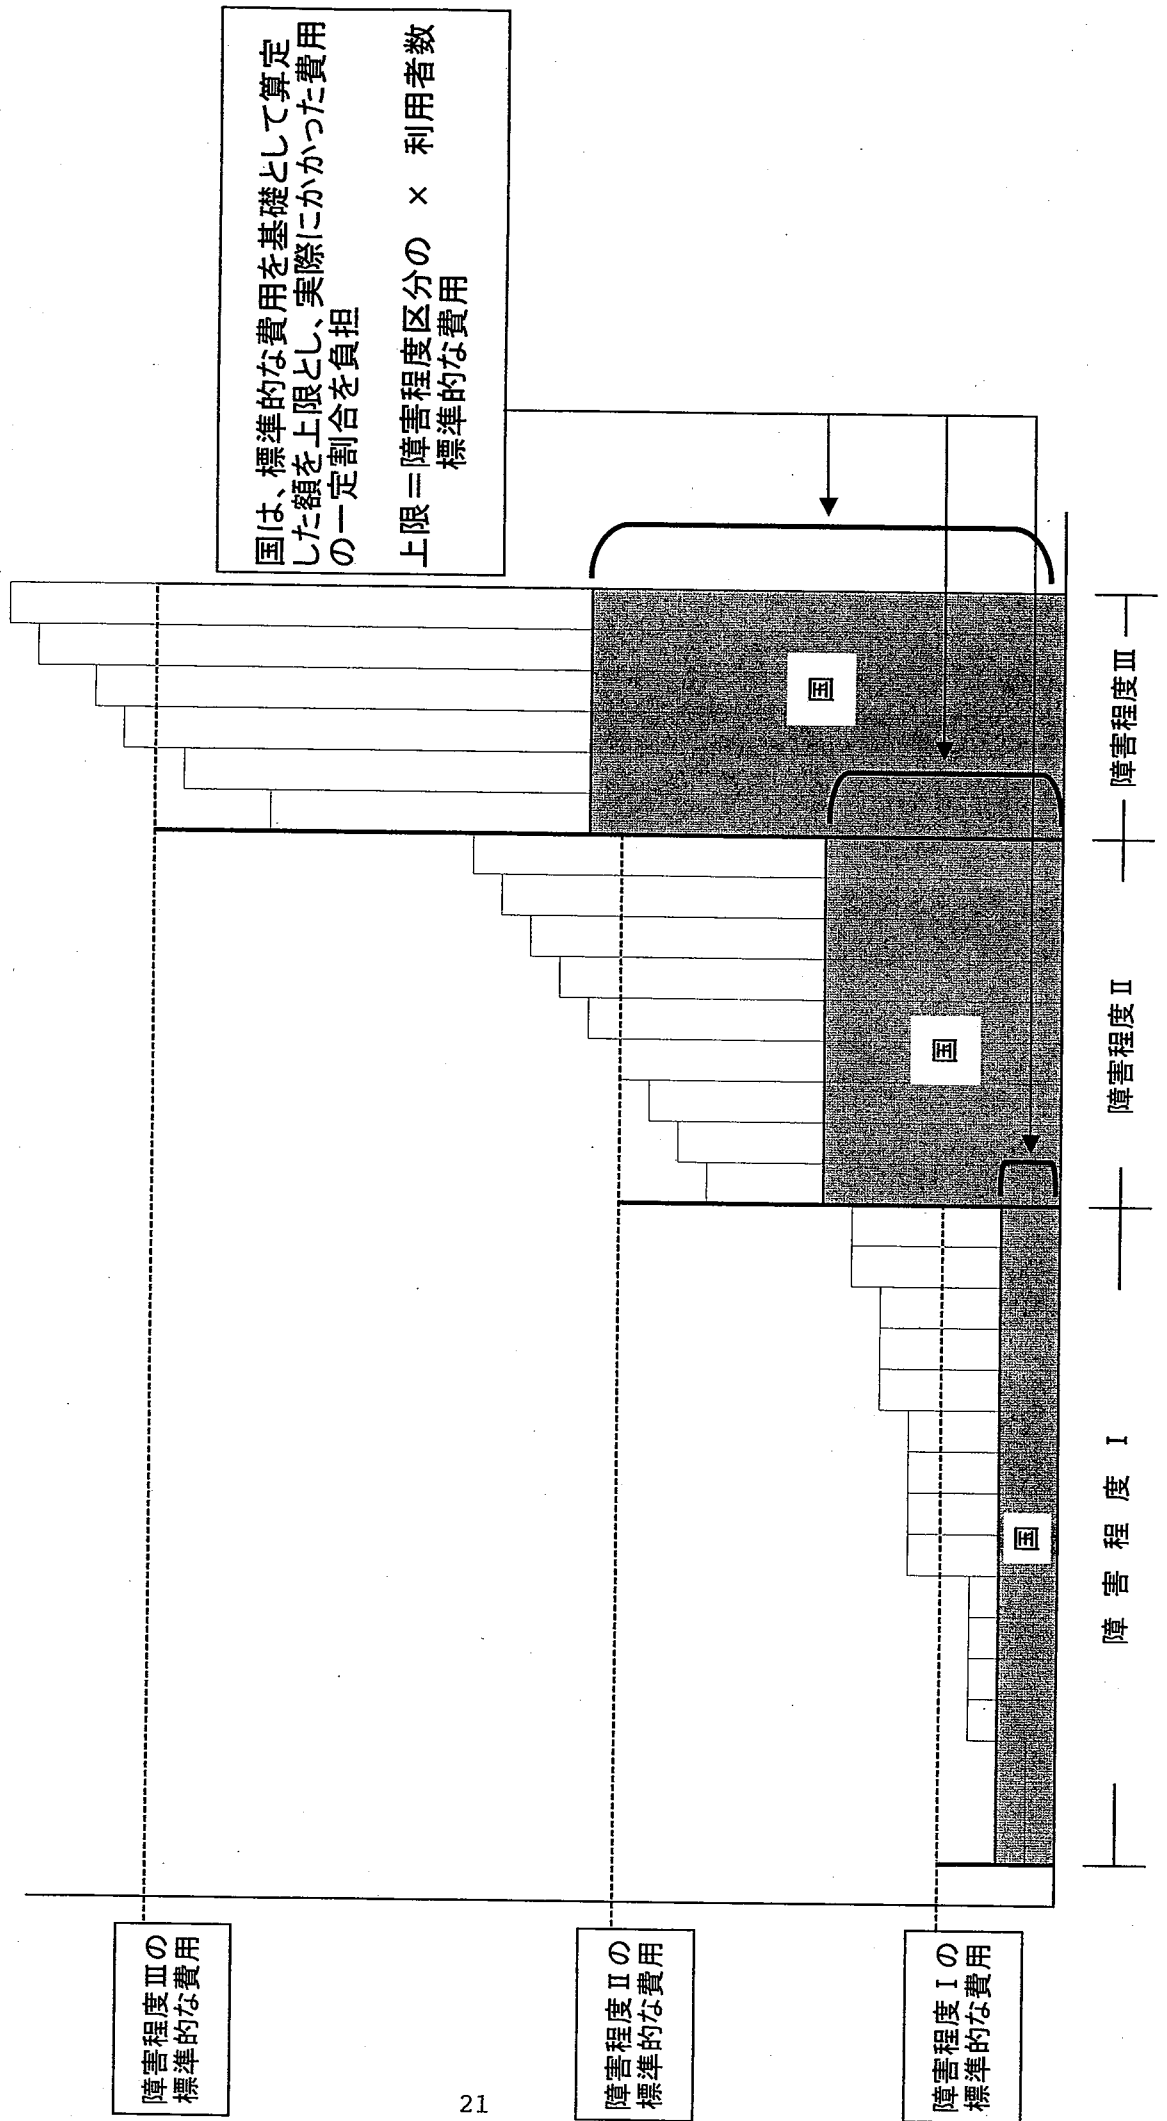 国は、標準的な費用を基礎として算定
した額を上限とし、実際にかかった費用
の一定割合を負担
上限＝障害程度区分の × 利用者数
標準的な費用
障害程度Ⅲの
標準的な費用
障害程度Ⅱの
標準的な費用
障害程度Ⅰの
標準的な費用
国
国
国
障害程度Ⅰ
障害程度Ⅱ
障害程度Ⅲ
21